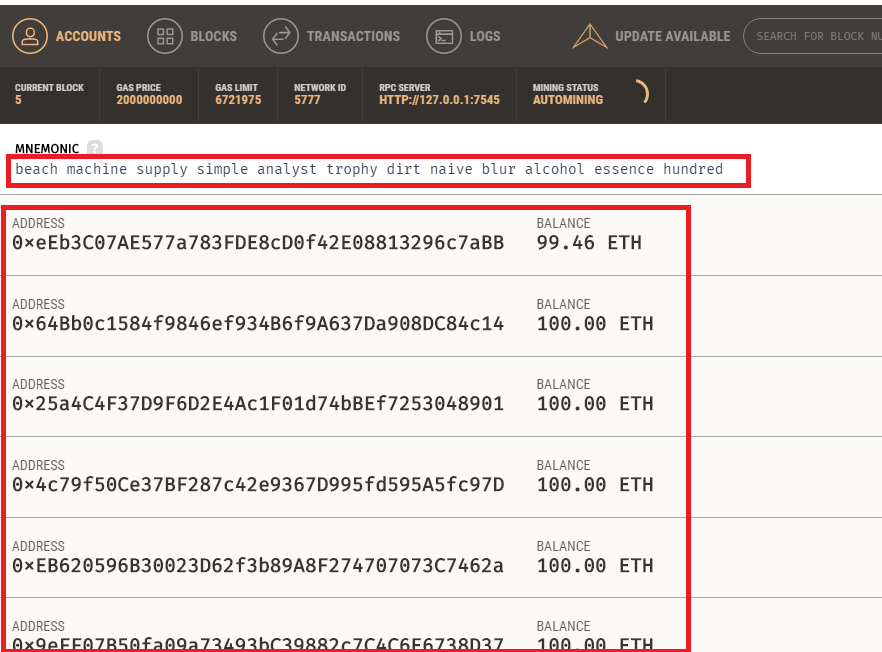 ACCOUNTS BLOCKS TRANSACTIONS LOGS UPDATE AVAILABLE SEARCH FOR BLOCK
CURRENT BLOCK GAS PRICE GAS LIMIT NETWORK ID RPC SERVER MINING STATUS
5 2000000000 6721975 5777 HTTP://127.0.0.1:7545 AUTOMINING
MNEMONIC ?
beach machine supply simple analyst trophy dirt naive blur alcohol essence hundred
ADDRESS BALANCE
0×eEb3C07AE577a783FDE8cD0f42E08813296c7aBB 99.46 ETH
ADDRESS BALANCE
0×64Bb0c1584f9846ef934B6f9A637Da908DC84c14 100.00 ETH
ADDRESS BALANCE
0×25a4C4F37D9F6D2E4Ac1F01d74bBEf7253048901 100.00 ETH
ADDRESS BALANCE
0×4c79f50Ce37BF287c42e9367D995fd595A5fc97D 100.00 ETH
ADDRESS BALANCE
0×EB620596B30023D62f3b89A8F274707073C7462a 100.00 ETH
ADDRESS BALANCE
100.00 ETH